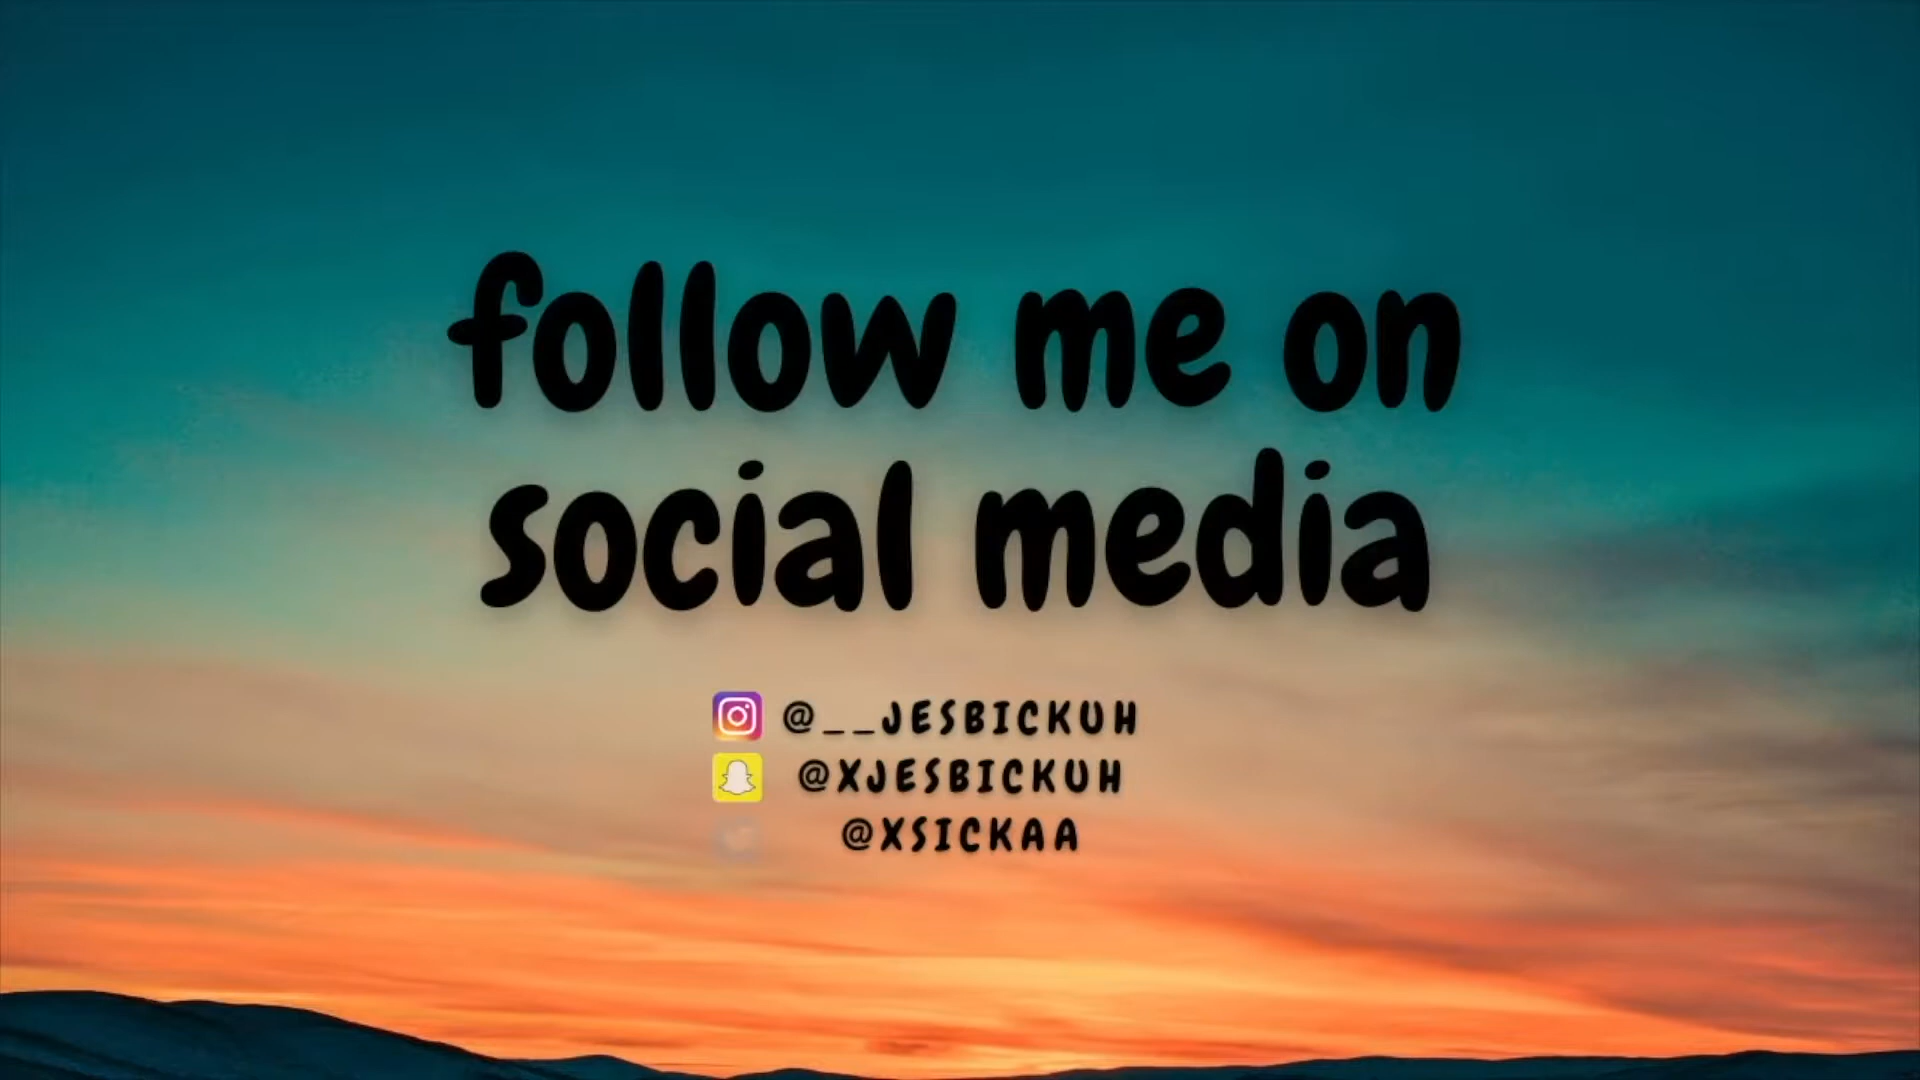 follow me on
social media
@__JESBICKUH
@XJESBICKUH
@XSICKAA